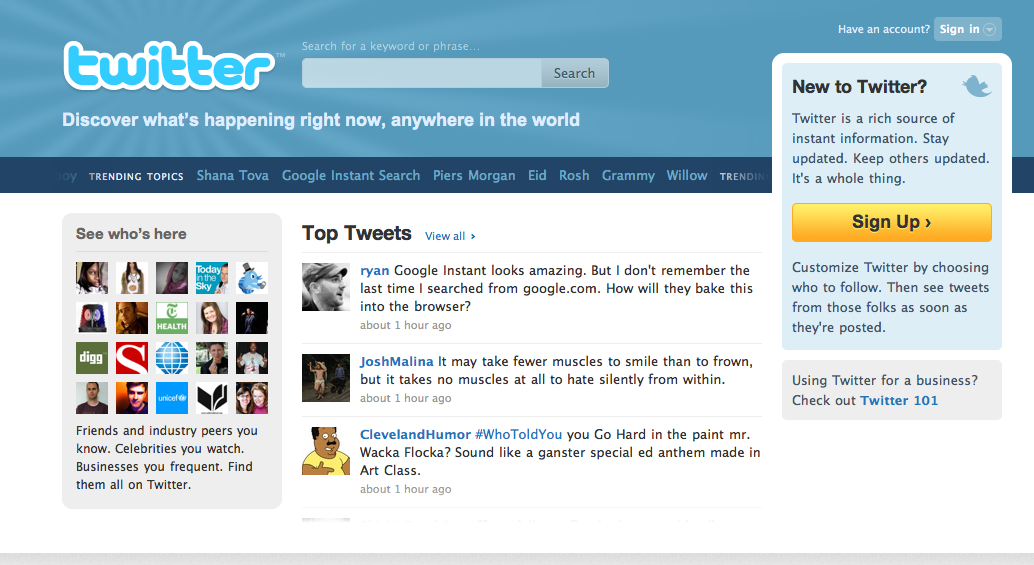 Have an account? Sign in
twitter™
Search for a keyword or phrase...
Search
Discover what's happening right now, anywhere in the world
TRENDING TOPICS Shana Tova Google Instant Search Piers Morgan Eid Rosh Grammy Willow
New to Twitter?
Twitter is a rich source of
instant information. Stay
updated. Keep others updated.
It's a whole thing.
Sign Up ›
Customize Twitter by choosing
who to follow. Then see tweets
from those folks as soon as
they're posted.
Using Twitter for a business?
Check out Twitter 101
See who's here
Today
in the
Sky
HEALTH
digg
S
unicef
Friends and industry peers you
know. Celebrities you watch.
Businesses you frequent. Find
them all on Twitter.
Top Tweets View all ›
ryan Google Instant looks amazing. But I don't remember the
last time I searched from google.com. How will they bake this
into the browser?
about 1 hour ago
JoshMalina It may take fewer muscles to smile than to frown,
but it takes no muscles at all to hate silently from within.
about 1 hour ago
ClevelandHumor #WhoToldYou you Go Hard in the paint mr.
Wacka Flocka? Sound like a ganster special ed anthem made in
Art Class.
about 1 hour ago